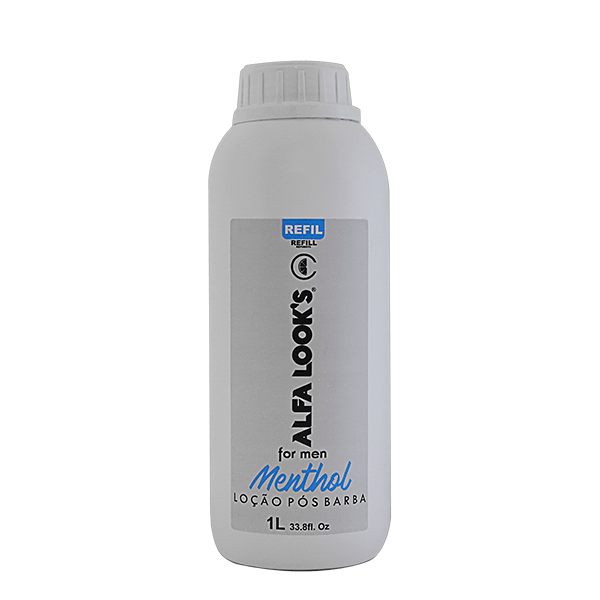 REFIL
REFILL
ALFA LOOK'S®
for men
Menthol
LOÇÃO PÓS BARBA
1L 33.8fl. Oz